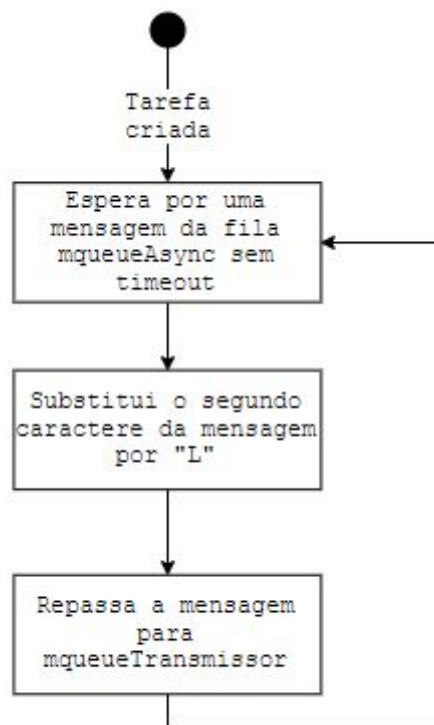 Tarefa
criada
Espera por uma
mensagem da fila
mqueueAsync sem
timeout
Substitui o segundo
caractere da mensagem
por "L"
Repassa a mensagem
para
mqueueTransmissor